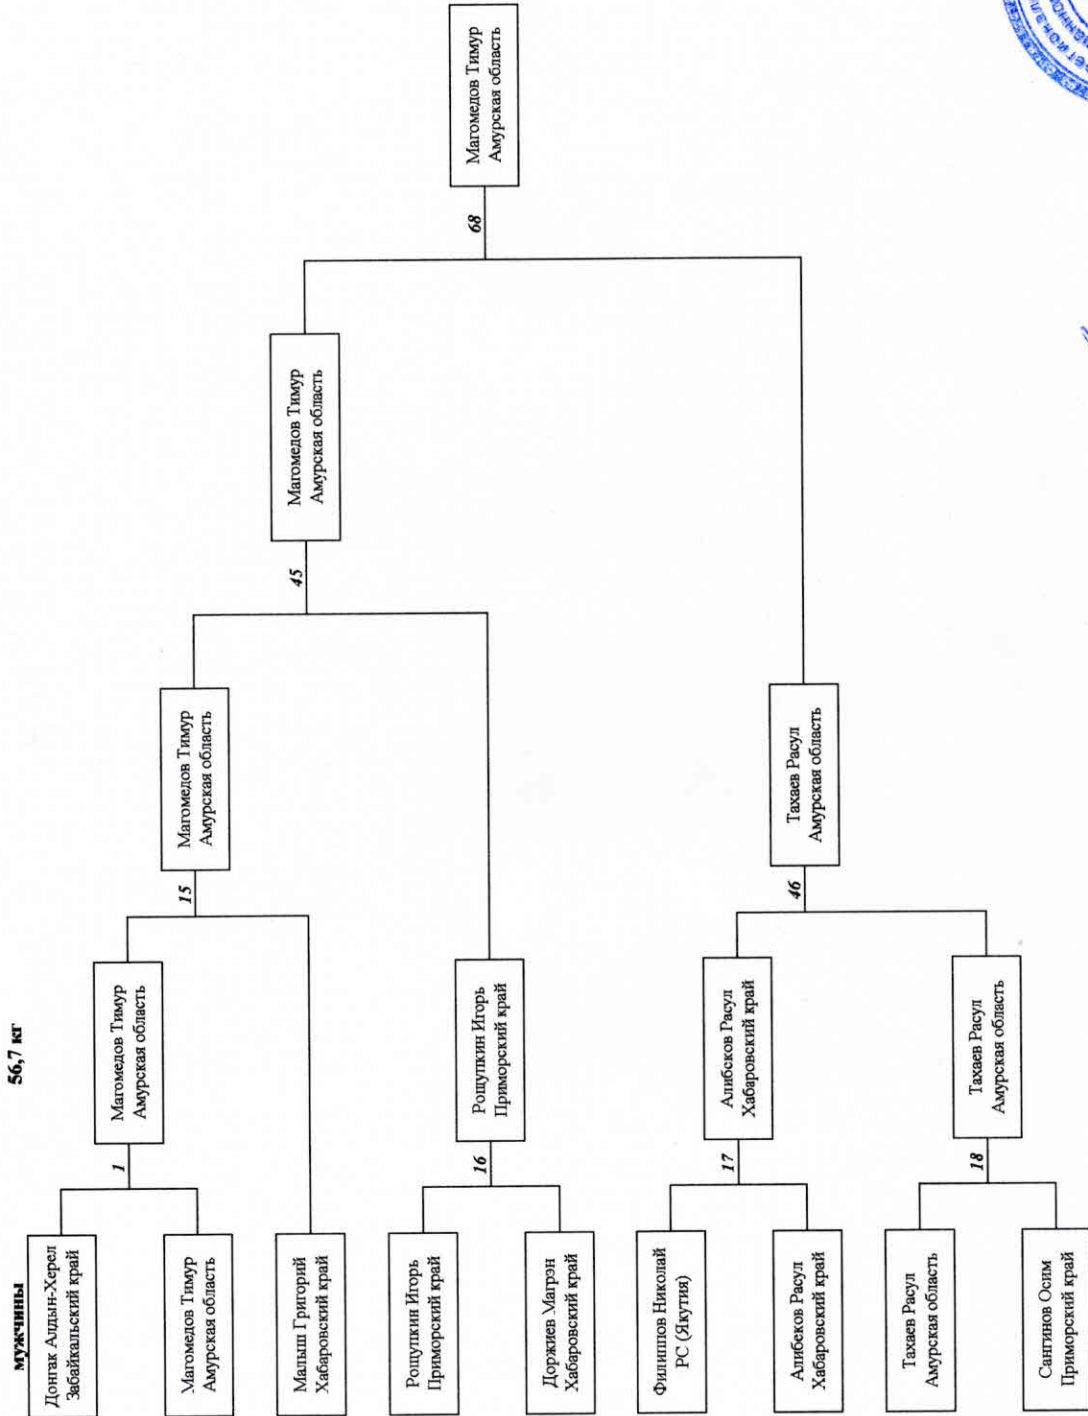 мужчины
56,7 кг
Донгак Алдын-Херел
Забайкальский край
Магомедов Тимур
Амурская область
Малыш Григорий
Хабаровский край
Рощупкин Игорь
Приморский край
Доржиев Магрэн
Хабаровский край
Филиппов Николай
РС (Якутия)
Алибеков Расул
Хабаровский край
Тахаев Расул
Амурская область
Сангинов Осим
Приморский край
1
16
17
18
Магомедов Тимур
Амурская область
Рощупкин Игорь
Приморский край
Алибсков Расул
Хабаровский край
Тахаев Расул
Амурская область
15
46
Магомедов Тимур
Амурская область
Тахаев Расул
Амурская область
45
Магомедов Тимур
Амурская область
68
Магомедов Тимур
Амурская область